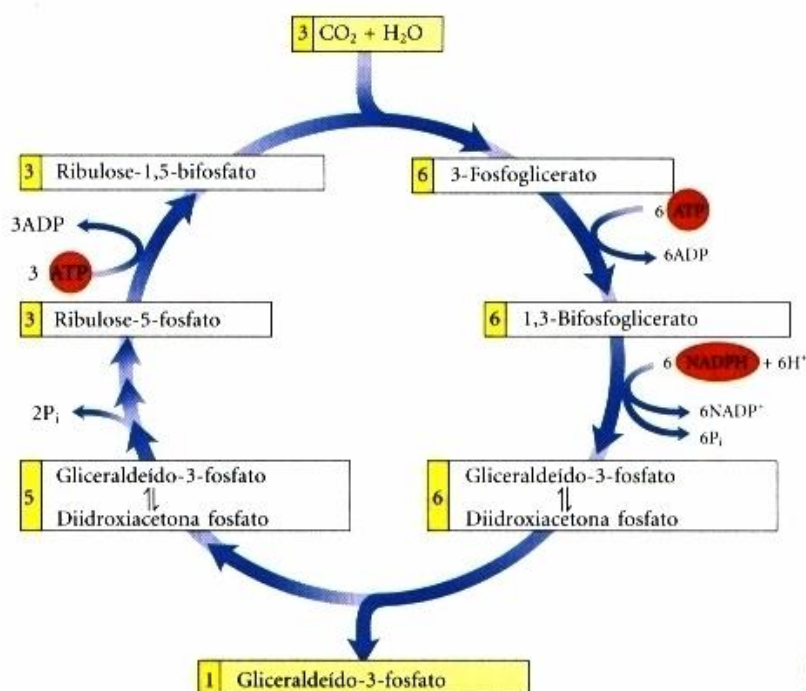 3 CO₂ + H₂O
3 Ribulose-1,5-bifosfato
6 3-Fosfoglicerato
3ADP
6 ATP
6ADP
3 ATP
3 Ribulose-5-fosfato
6 1,3-Bifosfoglicerato
6 NADPH + 6H⁺
6NADP⁺
6Pᵢ
2Pᵢ
5 Gliceraldeído-3-fosfato
⇌
Diidroxiacetona fosfato
6 Gliceraldeído-3-fosfato
⇌
Diidroxiacetona fosfato
1 Gliceraldeído-3-fosfato